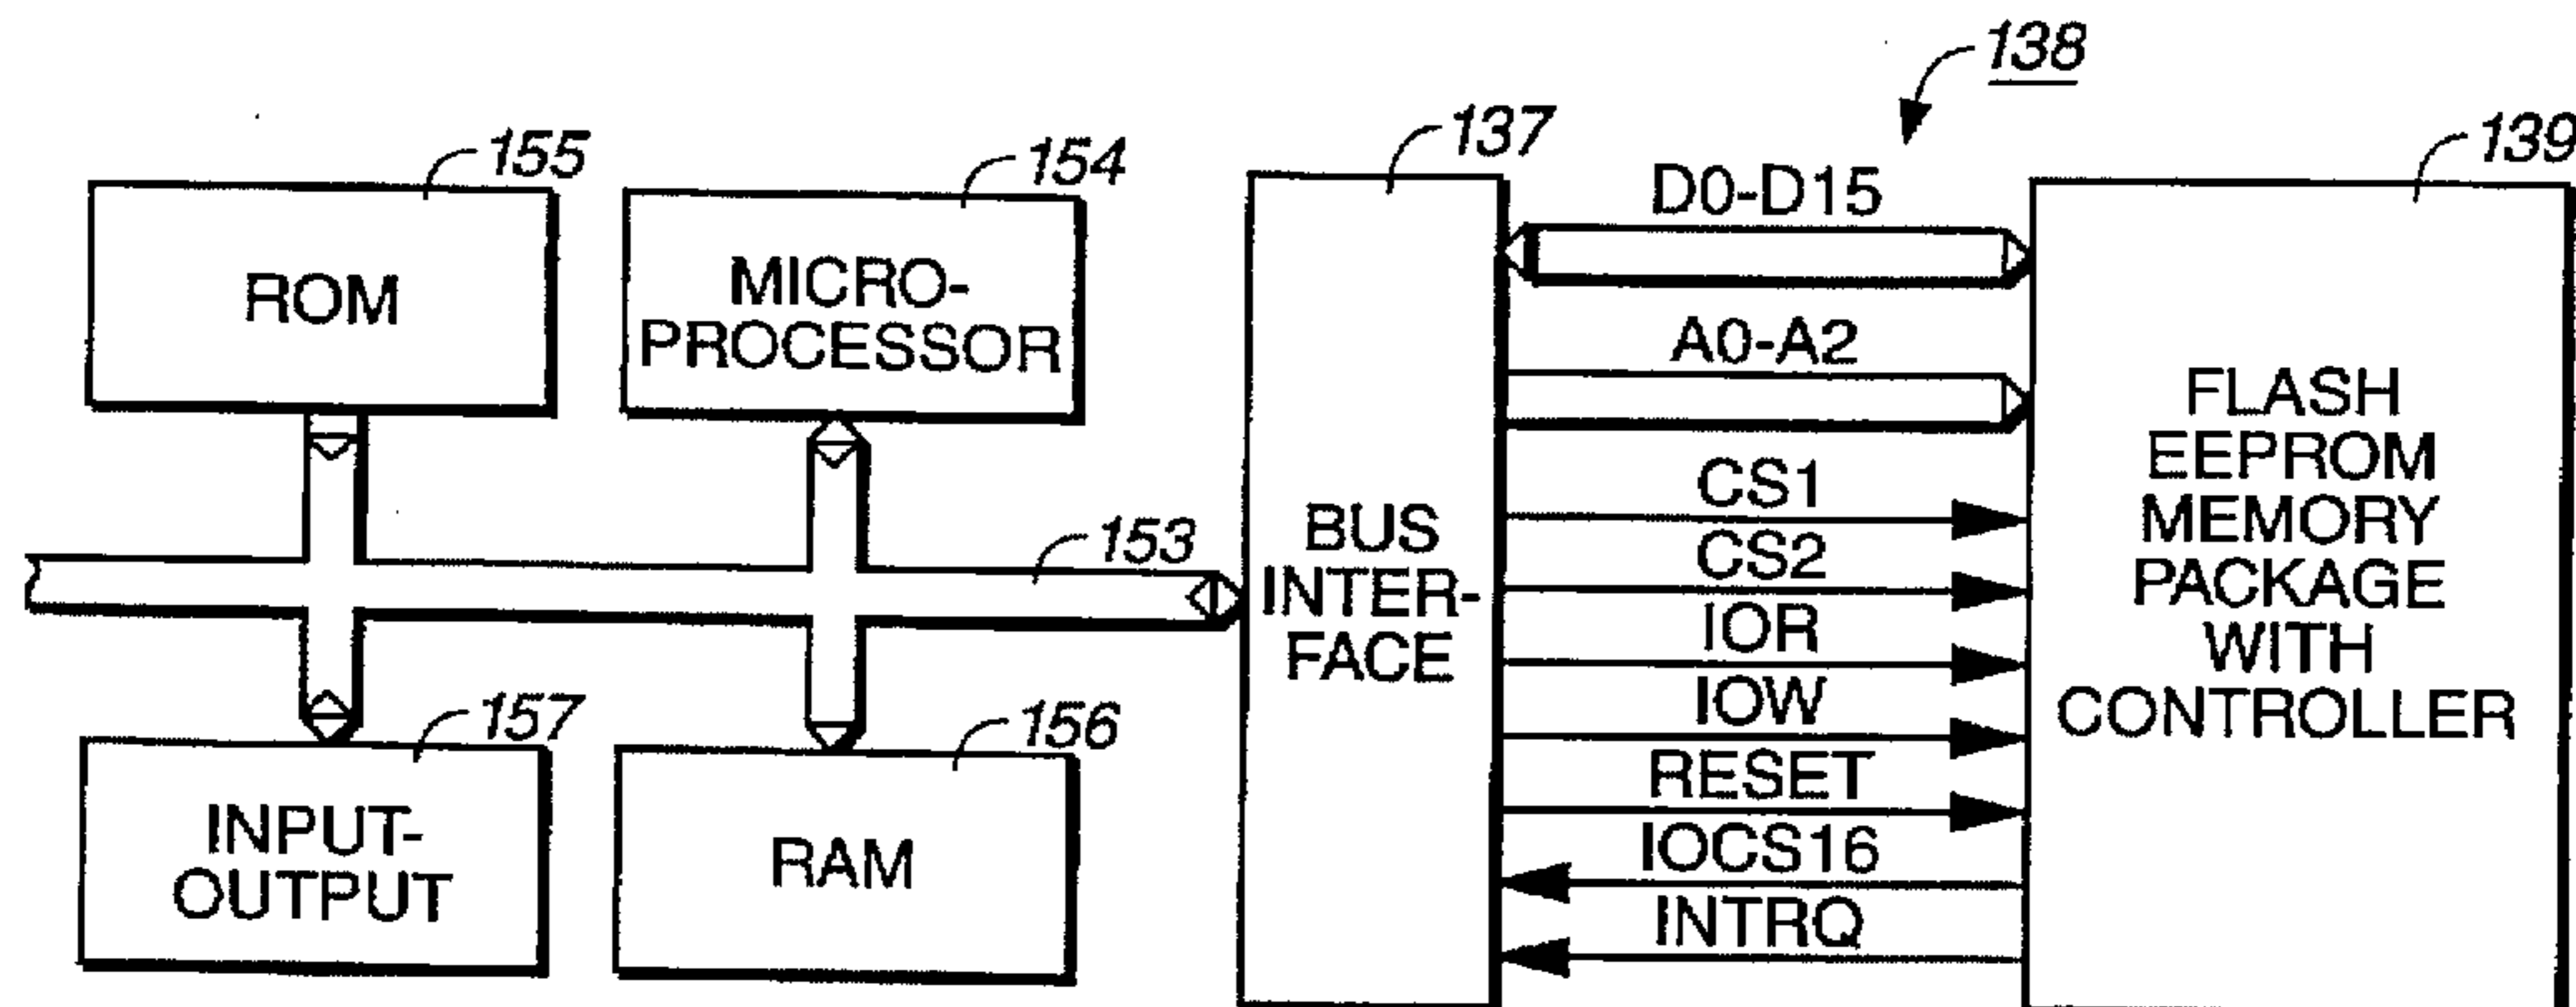 138
155
154
137
139
ROM
MICRO-
PROCESSOR
D0-D15
A0-A2
CS1
CS2
IOR
IOW
RESET
IOCS16
INTRQ
153
BUS
INTER-
FACE
FLASH
EEPROM
MEMORY
PACKAGE
WITH
CONTROLLER
157
156
INPUT-
OUTPUT
RAM